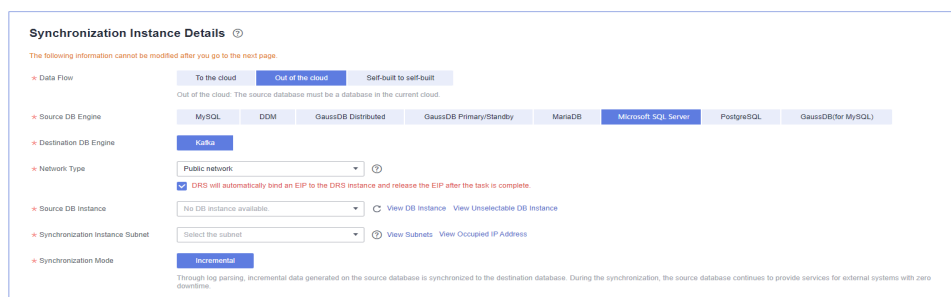 Synchronization Instance Details ?
The following information cannot be modified after you go to the next page.
* Data Flow To the cloud Out of the cloud Self-built to self-built
Out of the cloud: The source database must be a database in the current cloud.
* Source DB Engine MySQL DDM GaussDB Distributed GaussDB Primary/Standby MariaDB Microsoft SQL Server PostgreSQL GaussDB(for MySQL)
* Destination DB Engine Kafka
* Network Type Public network ?
DRS will automatically bind an EIP to the DRS instance and release the EIP after the task is complete.
* Source DB Instance No DB instance available. View DB Instance View Unselectable DB Instance
* Synchronization Instance Subnet Select the subnet ? View Subnets View Occupied IP Address
* Synchronization Mode Incremental
Through log parsing, incremental data generated on the source database is synchronized to the destination database. During the synchronization, the source database continues to provide services for external systems with zero
downtime.